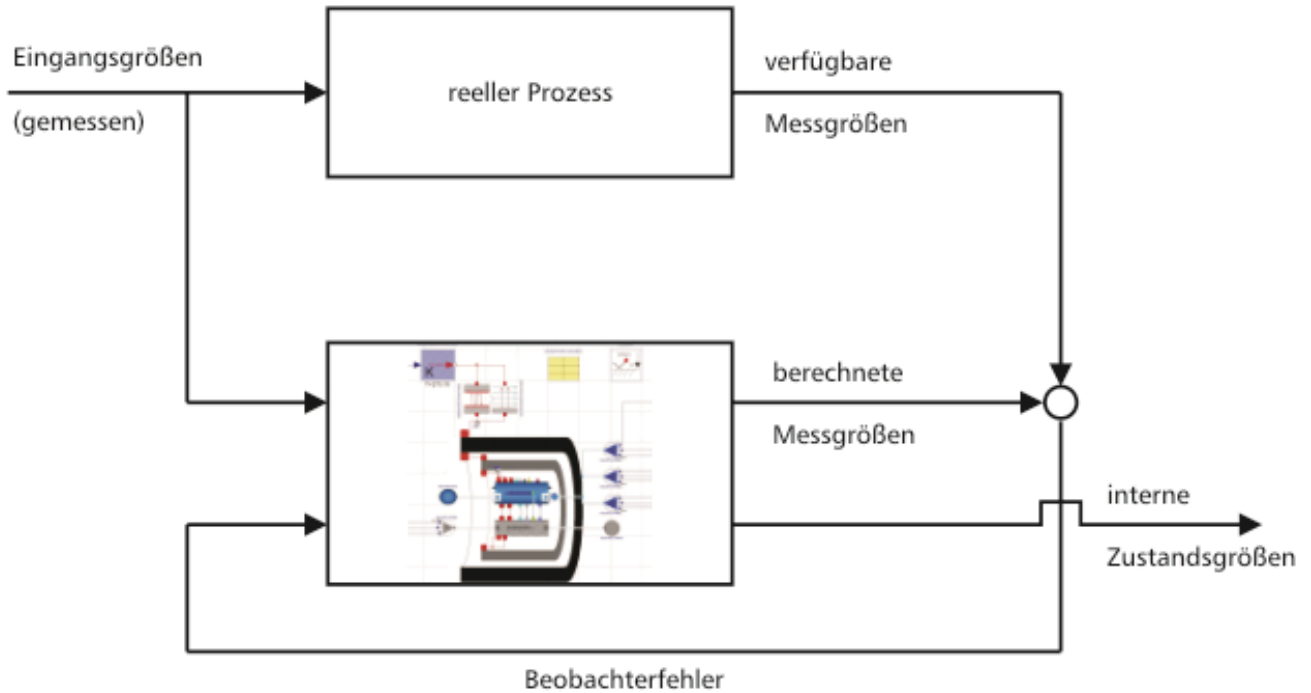 Eingangsgrößen
(gemessen)
reeller Prozess
verfügbare
Messgrößen
berechnete
Messgrößen
interne
Zustandsgrößen
Beobachterfehler